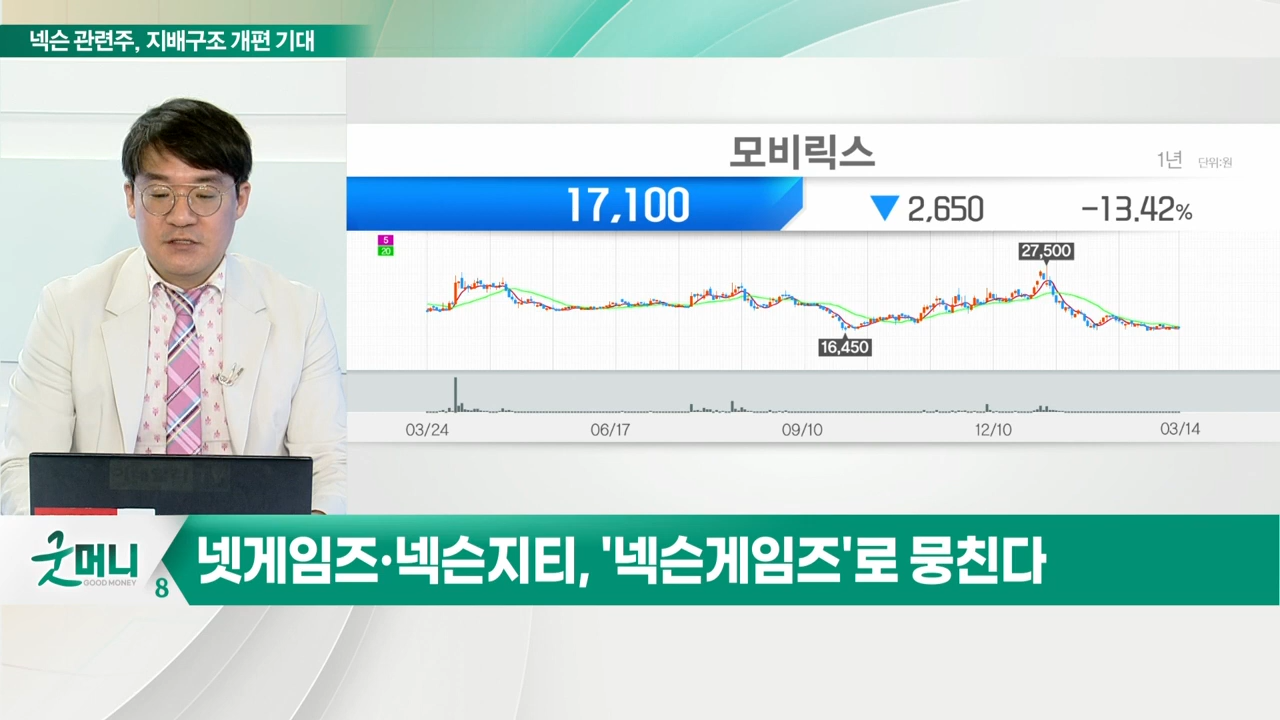 넥슨 관련주, 지배구조 개편 기대
모비릭스
1년 단위:원
17,100 ▼ 2,650 -13.42%
5
20
27,500
16,450
03/24 06/17 09/10 12/10 03/14
굿머니
GOOD MONEY
8
넷게임즈·넥슨지티, '넥슨게임즈'로 뭉친다